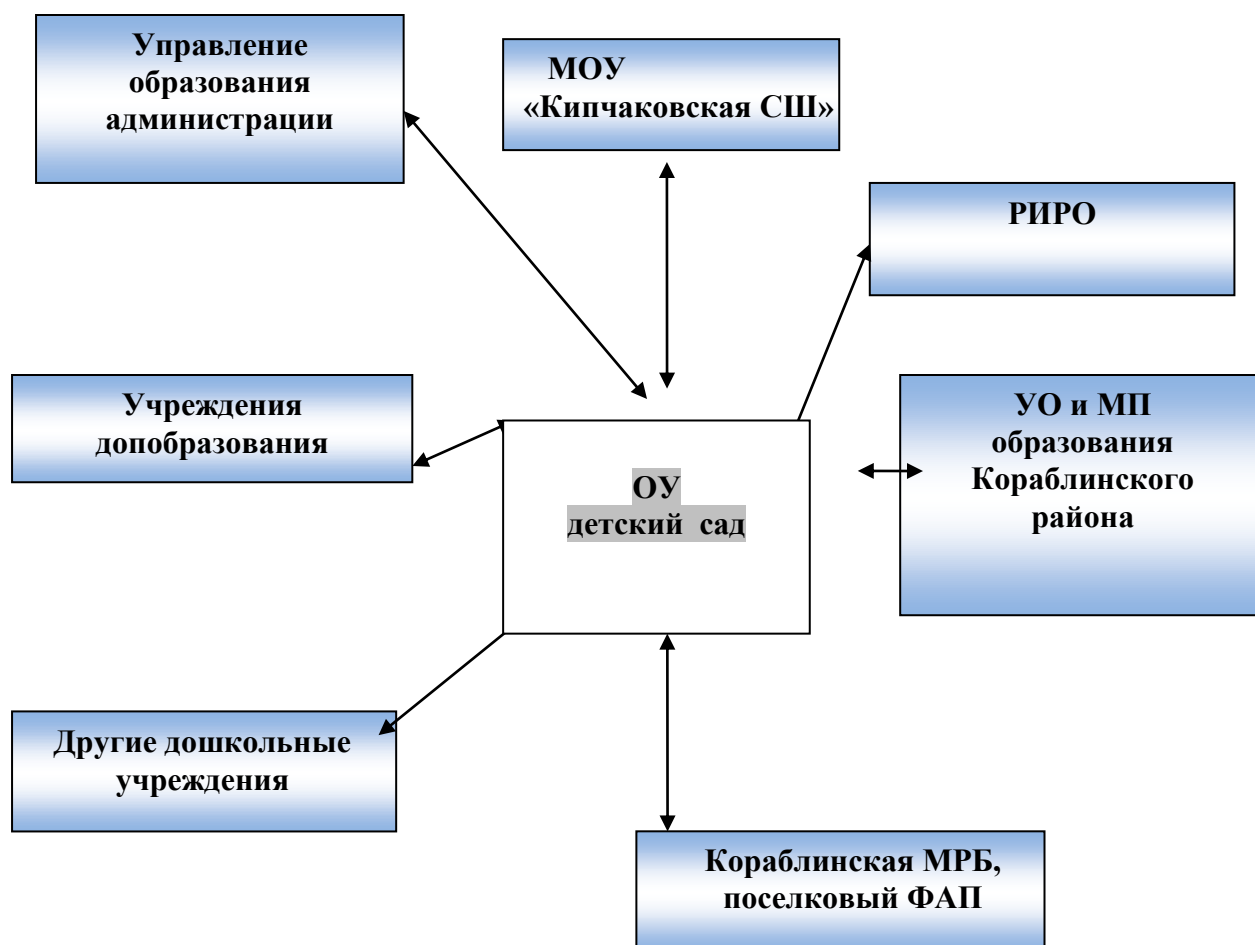 Управление
образования
администрации
МОУ
«Кипчаковская СШ»
РИРО
Учреждения
допобразования
УО и МП
образования
Кораблинского
района
ОУ
детский сад
Другие дошкольные
учреждения
Кораблинская МРБ,
поселковый ФАП